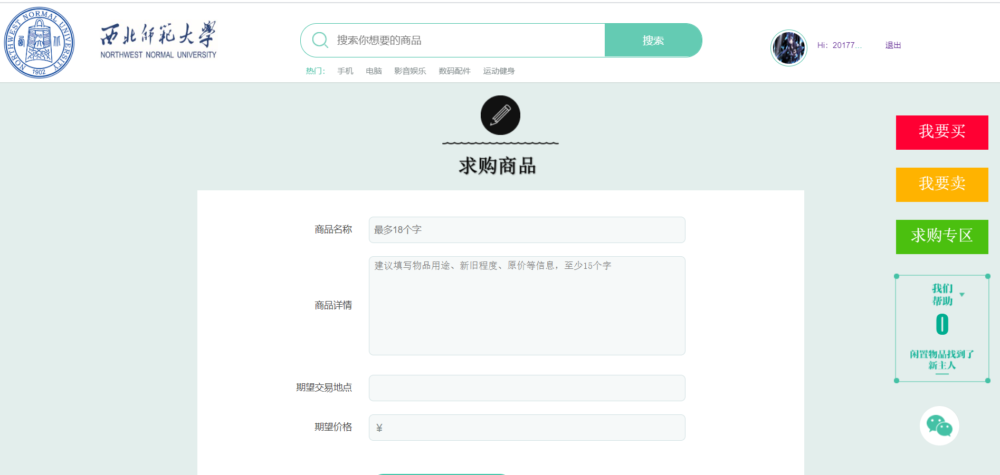 NORTHWEST NORMAL UNIVERSITY
1902
西北师范大学
NORTHWEST NORMAL UNIVERSITY
搜索你想要的商品
搜索
Hi：20177...
退出
热门：
手机
电脑
影音娱乐
数码配件
运动健身
求购商品
我要买
我要卖
求购专区
我们
帮助
0
闲置物品找到了
新主人
商品名称
最多18个字
商品详情
建议填写物品用途、新旧程度、原价等信息，至少15个字
期望交易地点
期望价格
¥